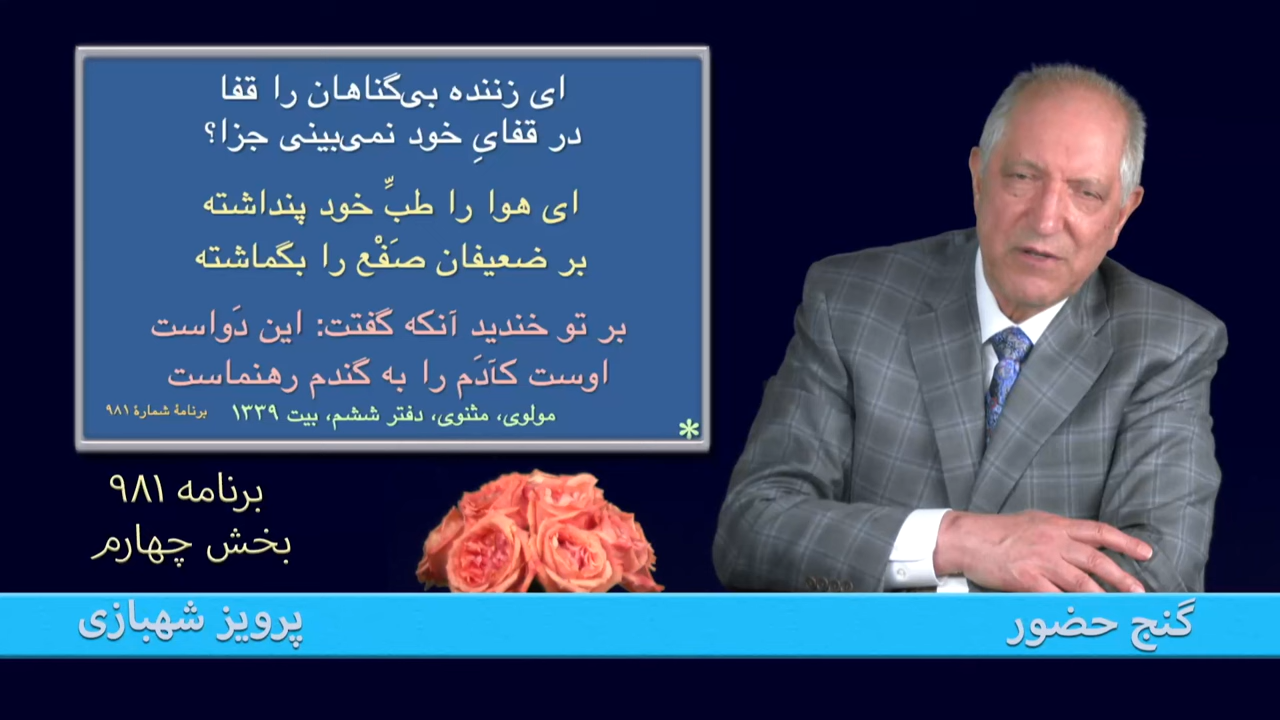 ای زننده بی‌گناهان را قفا
در قفایِ خود نمی‌بینی جزا؟
ای هوا را طبِّ خود پنداشته
بر ضعیفان صَفْع را بگماشته
بر تو خندید آنکه گفتت: این دَواست
اوست کآدَم را به گندم رهنماست
مولوی، مثنوی، دفتر ششم، بیت ۱۳۳۹ برنامهٔ شمارهٔ ۹۸۱
*
برنامه ۹۸۱
بخش چهارم
گنج حضور
پرویز شهبازی